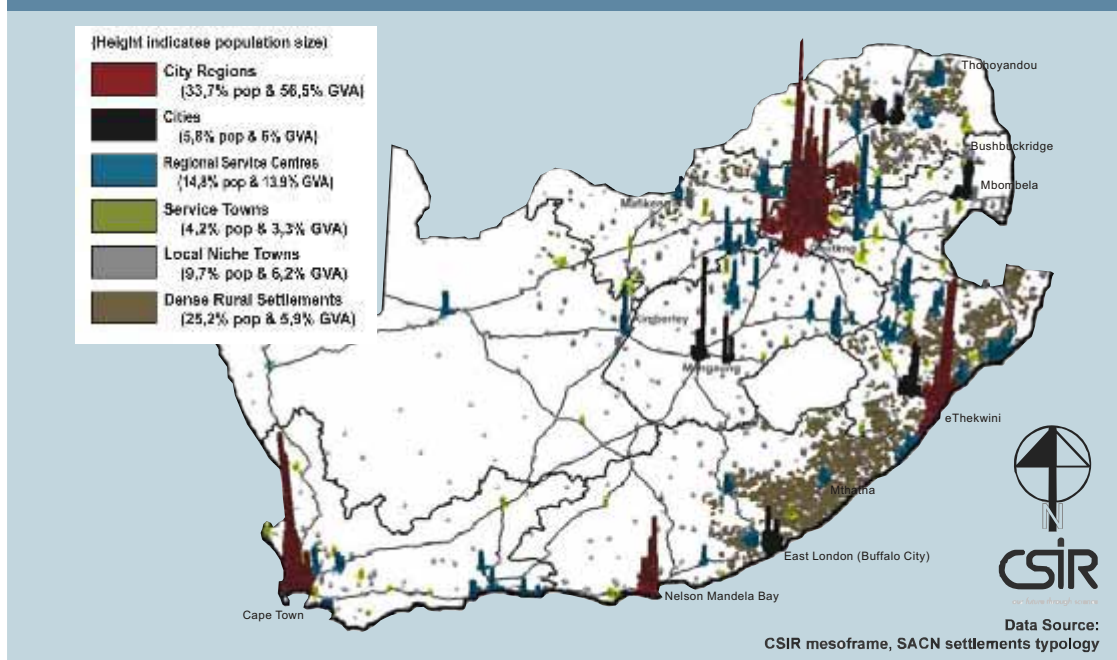 (Height indicates population size)
City Regions
(33,7% pop & 56,5% GVA)
Cities
(5,8% pop & 6% GVA)
Regional Service Centres
(14,8% pop & 13.9% GVA)
Service Towns
(4,2% pop & 3,3% GVA)
Local Niche Towns
(9,7% pop & 6,2% GVA)
Dense Rural Settlements
(25,2% pop & 5,9% GVA)
Thohoyandou
Bushbuckridge
Mbombela
Mafikeng
Gauteng
Kimberley
Mangaung
eThekwini
Mthatha
East London (Buffalo City)
Nelson Mandela Bay
Cape Town
N
CSIR
Data Source:
CSIR mesoframe, SACN settlements typology